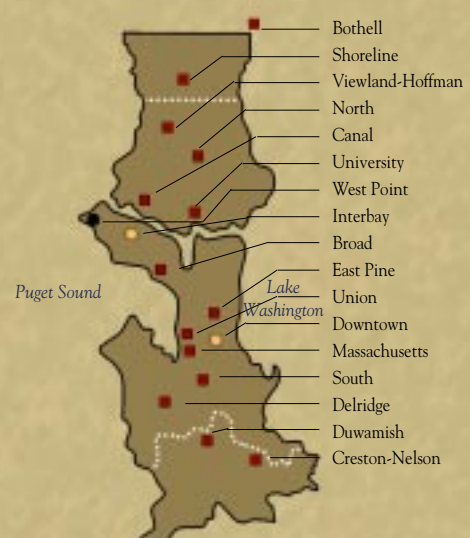 Bothell
Shoreline
Viewland-Hoffman
North
Canal
University
West Point
Interbay
Broad
East Pine
Puget Sound
Lake
Washington
Union
Downtown
Massachusetts
South
Delridge
Duwamish
Creston-Nelson